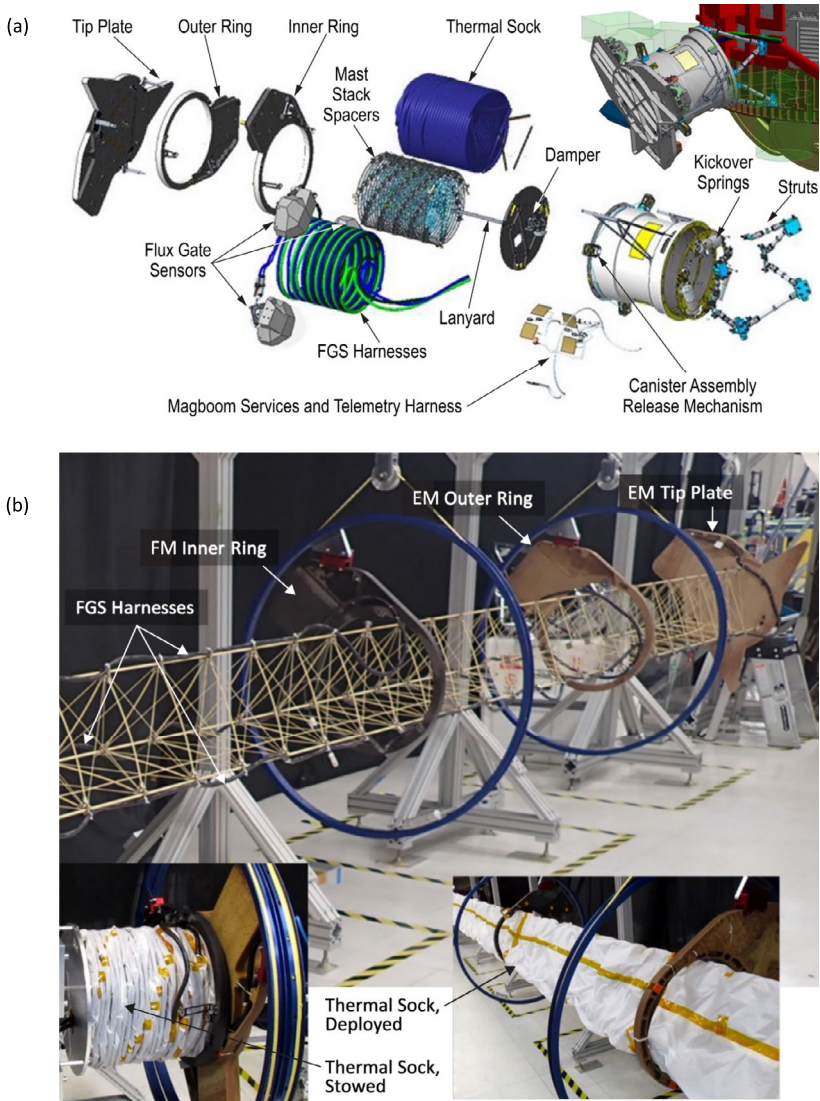 (a)
Tip Plate
Outer Ring
Inner Ring
Thermal Sock
Mast
Stack
Spacers
Damper
Kickover
Springs
Struts
Flux Gate
Sensors
Lanyard
FGS Harnesses
Magboom Services and Telemetry Harness
Canister Assembly
Release Mechanism
(b)
EM Outer Ring
EM Tip Plate
FM Inner Ring
FGS Harnesses
Thermal Sock,
Deployed
Thermal Sock,
Stowed